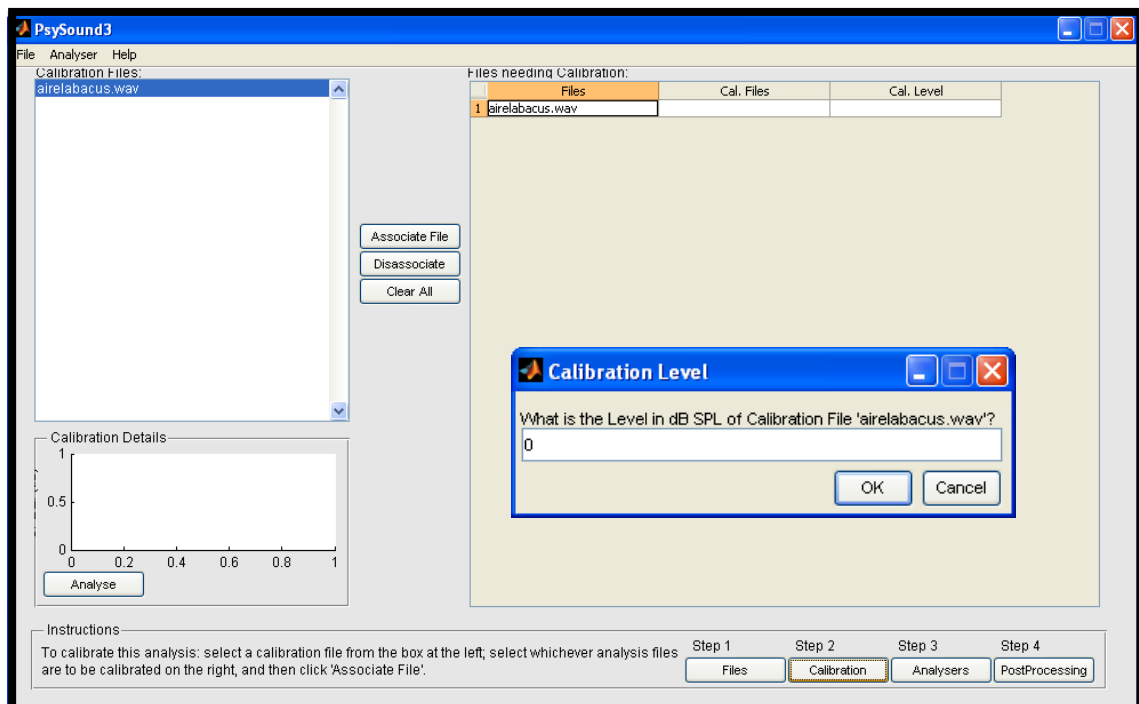 PsySound3
File Analyser Help
Calibration Files:
airelabacus.wav
Files needing Calibration:
Files Cal. Files Cal. Level
1 airelabacus.wav
Associate File
Disassociate
Clear All
Calibration Level
What is the Level in dB SPL of Calibration File 'airelabacus.wav'?
0
OK Cancel
Calibration Details
1
0.5
0
0 0.2 0.4 0.6 0.8 1
Analyse
Instructions
To calibrate this analysis: select a calibration file from the box at the left; select whichever analysis files
are to be calibrated on the right, and then click 'Associate File'.
Step 1 Step 2 Step 3 Step 4
Files Calibration Analysers PostProcessing